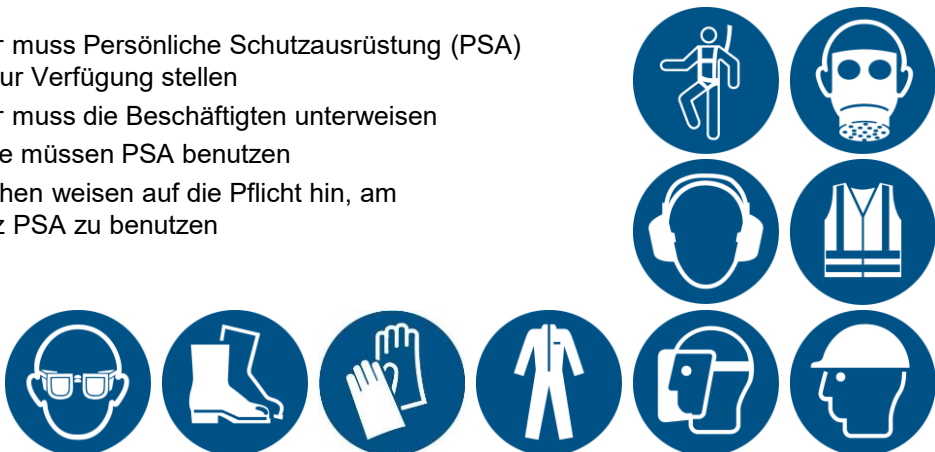 r muss Persönliche Schutzausrüstung (PSA)
ur Verfügung stellen
r muss die Beschäftigten unterweisen
e müssen PSA benutzen
hen weisen auf die Pflicht hin, am
z PSA zu benutzen